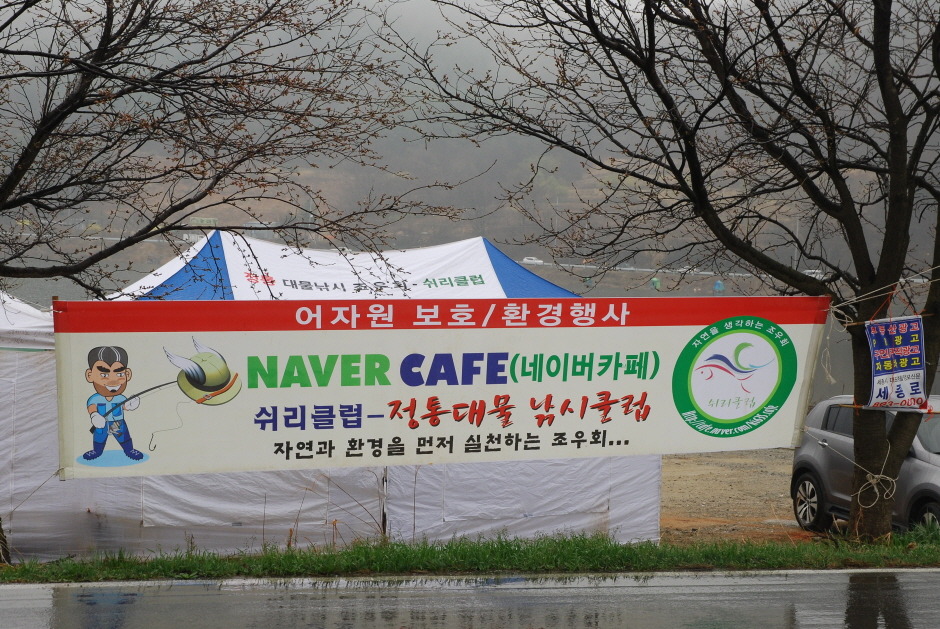 대물낚시 조우회-쉬리클럽
어자원 보호/환경행사
NAVER CAFE(네이버카페)
쉬리클럽-정통대물 낚시클럽
자연과 환경을 먼저 실천하는 조우회...
자연을 생각하는 조우회
쉬리클럽
광고
세종로